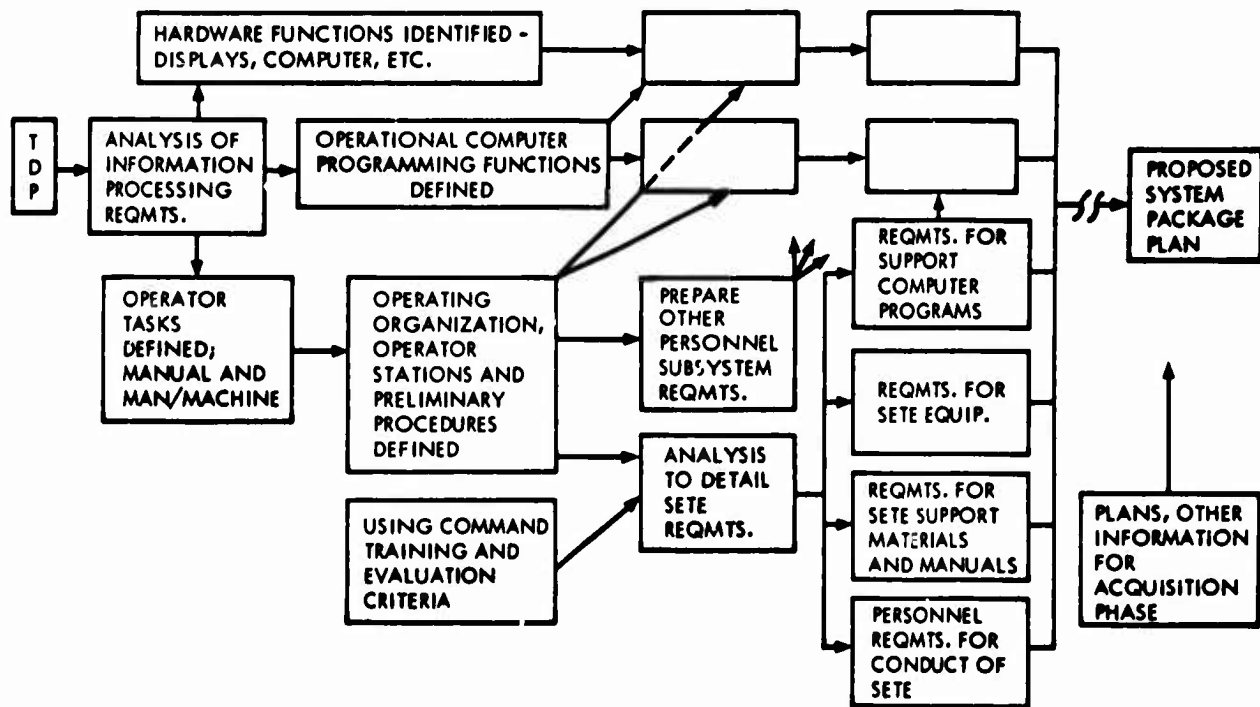 HARDWARE FUNCTIONS IDENTIFIED -
DISPLAYS, COMPUTER, ETC.
T
D
P
ANALYSIS OF
INFORMATION
PROCESSING
REQMTS.
OPERATIONAL COMPUTER
PROGRAMMING FUNCTIONS
DEFINED
PROPOSED
SYSTEM
PACKAGE
PLAN
OPERATOR
TASKS
DEFINED;
MANUAL AND
MAN/MACHINE
OPERATING
ORGANIZATION,
OPERATOR
STATIONS AND
PRELIMINARY
PROCEDURES
DEFINED
PREPARE
OTHER
PERSONNEL
SUBSYSTEM
REQMTS.
REQMTS. FOR
SUPPORT
COMPUTER
PROGRAMS
REQMTS. FOR
SETE EQUIP.
USING COMMAND
TRAINING AND
EVALUATION
CRITERIA
ANALYSIS
TO DETAIL
SETE
REQMTS.
REQMTS. FOR
SETE SUPPORT
MATERIALS
AND MANUALS
PERSONNEL
REQMTS. FOR
CONDUCT OF
SETE
PLANS, OTHER
INFORMATION
FOR
ACQUISITION
PHASE